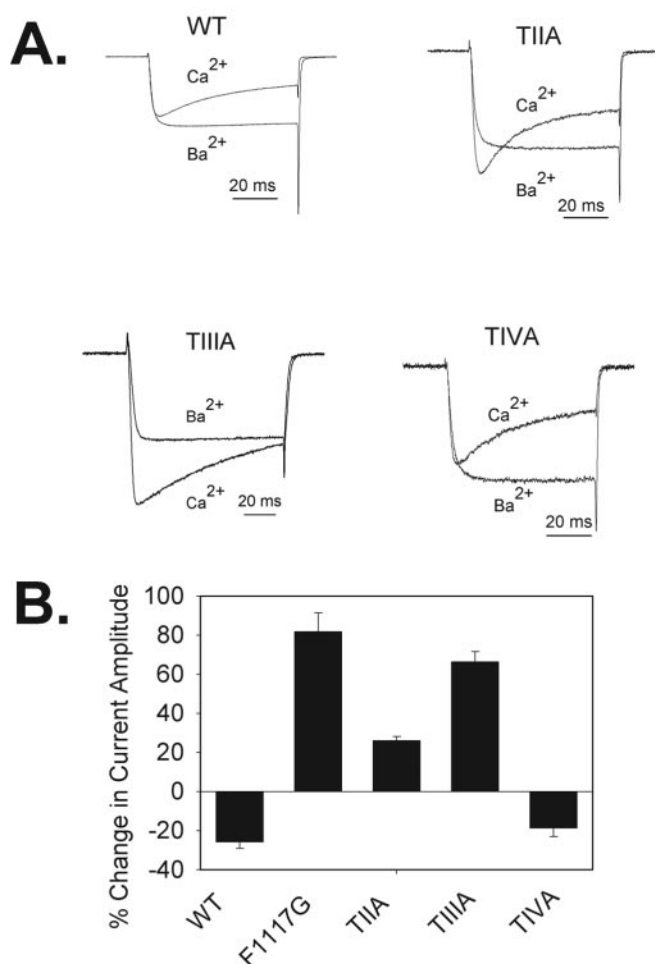 A.
WT
Ca2+
Ba2+
20 ms
TIIA
Ca2+
Ba2+
20 ms
TIIIA
Ba2+
Ca2+
20 ms
TIVA
Ca2+
Ba2+
20 ms
B.
% Change in Current Amplitude
100
80
60
40
20
0
-20
-40
WT
F1117G
TIIA
TIIIA
TIVA